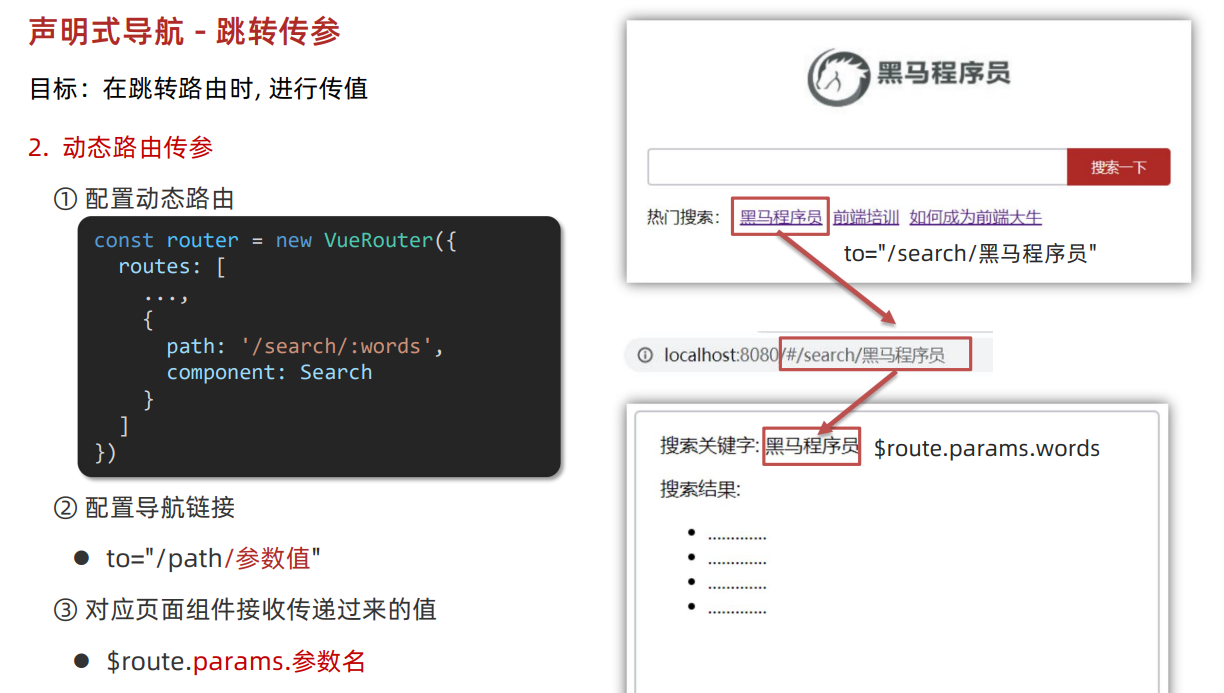 声明式导航 - 跳转传参
目标：在跳转路由时, 进行传值
2. 动态路由传参
① 配置动态路由
const router = new VueRouter({
routes: [
...,
{
path: '/search/:words',
component: Search
}
]
})
② 配置导航链接
● to="/path/参数值"
③ 对应页面组件接收传递过来的值
● $route.params.参数名
黑马程序员
搜索一下
热门搜索： 黑马程序员 前端培训 如何成为前端大牛
to="/search/黑马程序员"
localhost:8080/#/search/黑马程序员
搜索关键字: 黑马程序员 $route.params.words
搜索结果:
• .............
• .............
• .............
• .............